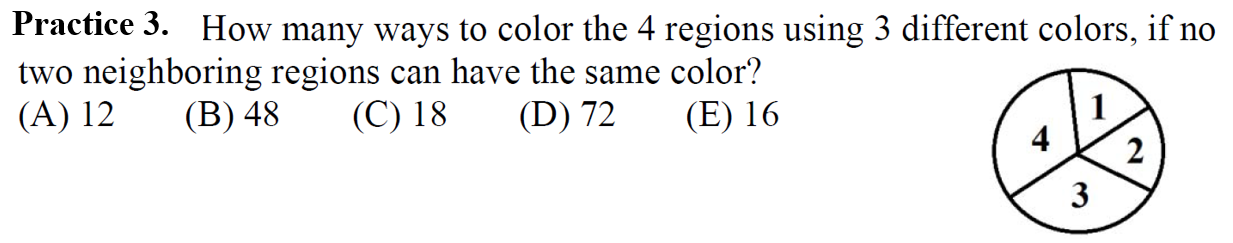 Practice 3. How many ways to color the 4 regions using 3 different colors, if no
two neighboring regions can have the same color?
(A) 12 (B) 48 (C) 18 (D) 72 (E) 16
1
4
2
3